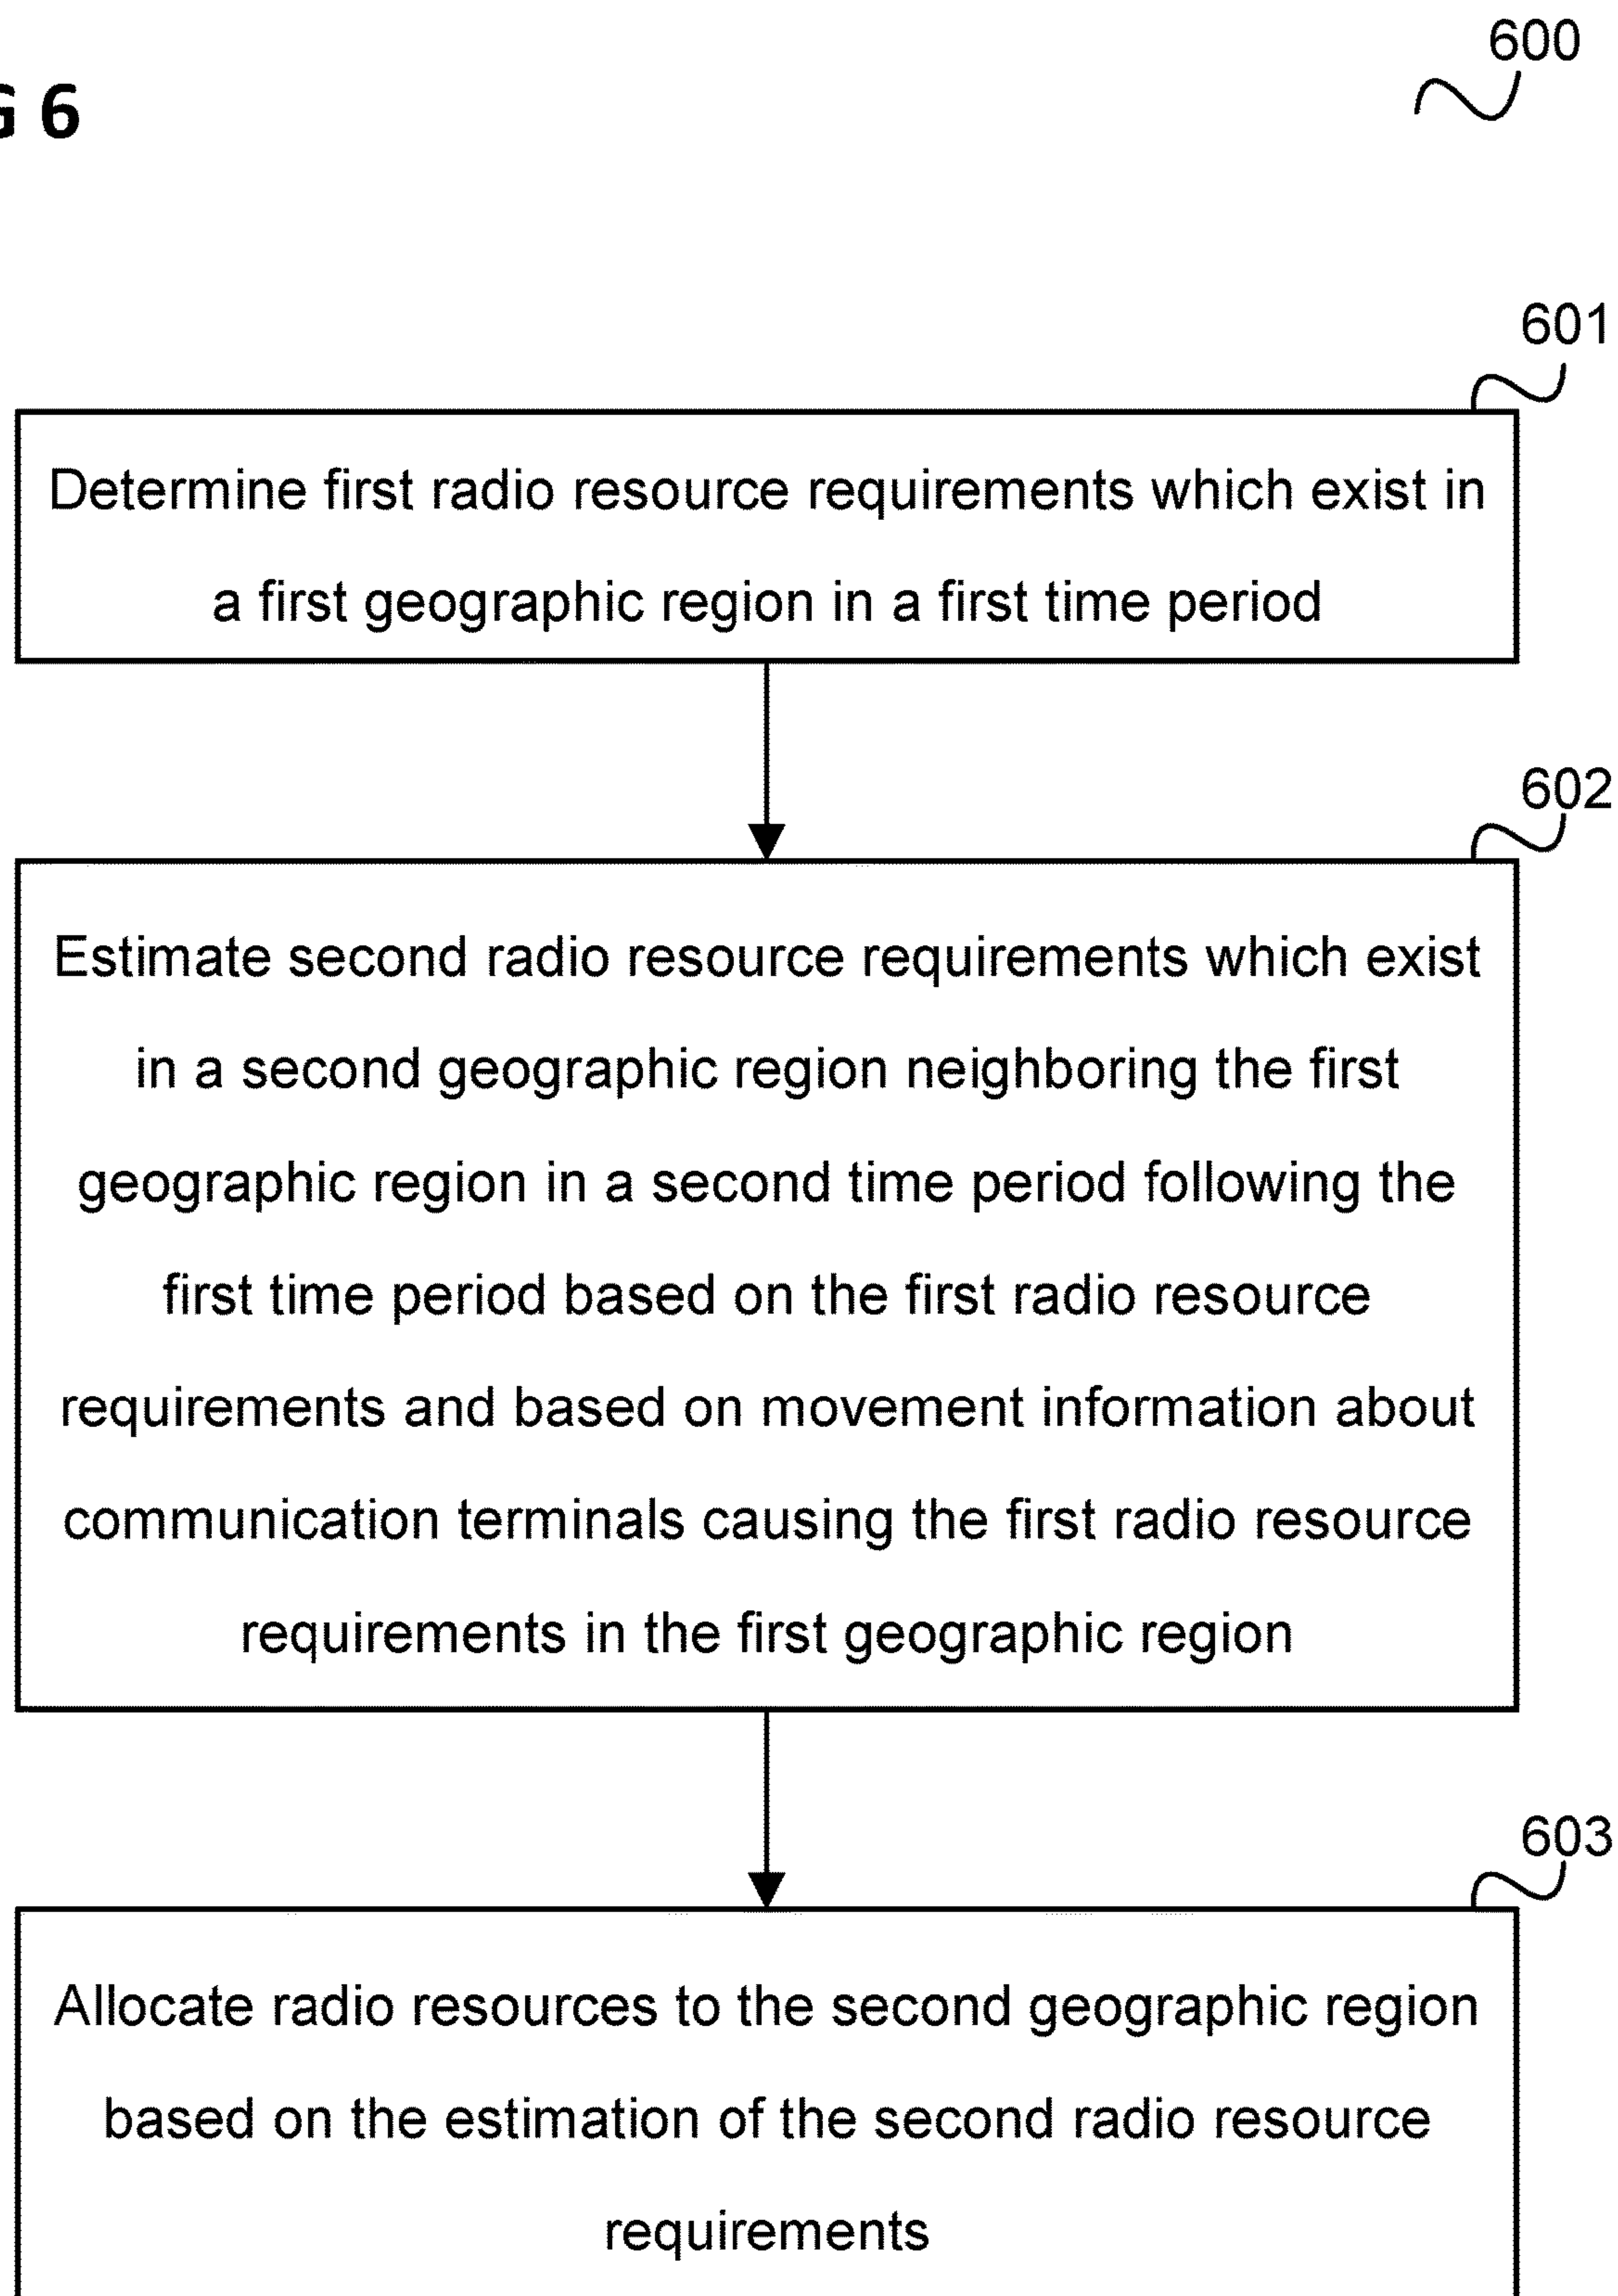 G 6
600
601
Determine first radio resource requirements which exist in
a first geographic region in a first time period
602
Estimate second radio resource requirements which exist
in a second geographic region neighboring the first
geographic region in a second time period following the
first time period based on the first radio resource
requirements and based on movement information about
communication terminals causing the first radio resource
requirements in the first geographic region
603
Allocate radio resources to the second geographic region
based on the estimation of the second radio resource
requirements